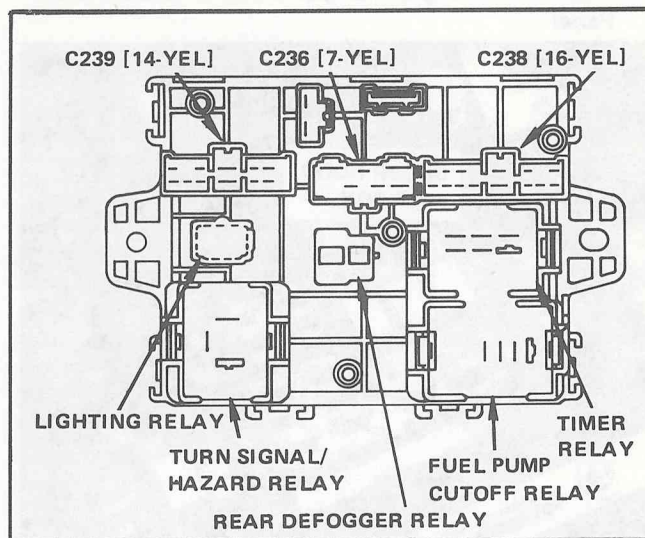 C239 [14-YEL] C236 [7-YEL] C238 [16-YEL]
LIGHTING RELAY
TURN SIGNAL/
HAZARD RELAY
REAR DEFOGGER RELAY
FUEL PUMP
CUTOFF RELAY
TIMER
RELAY